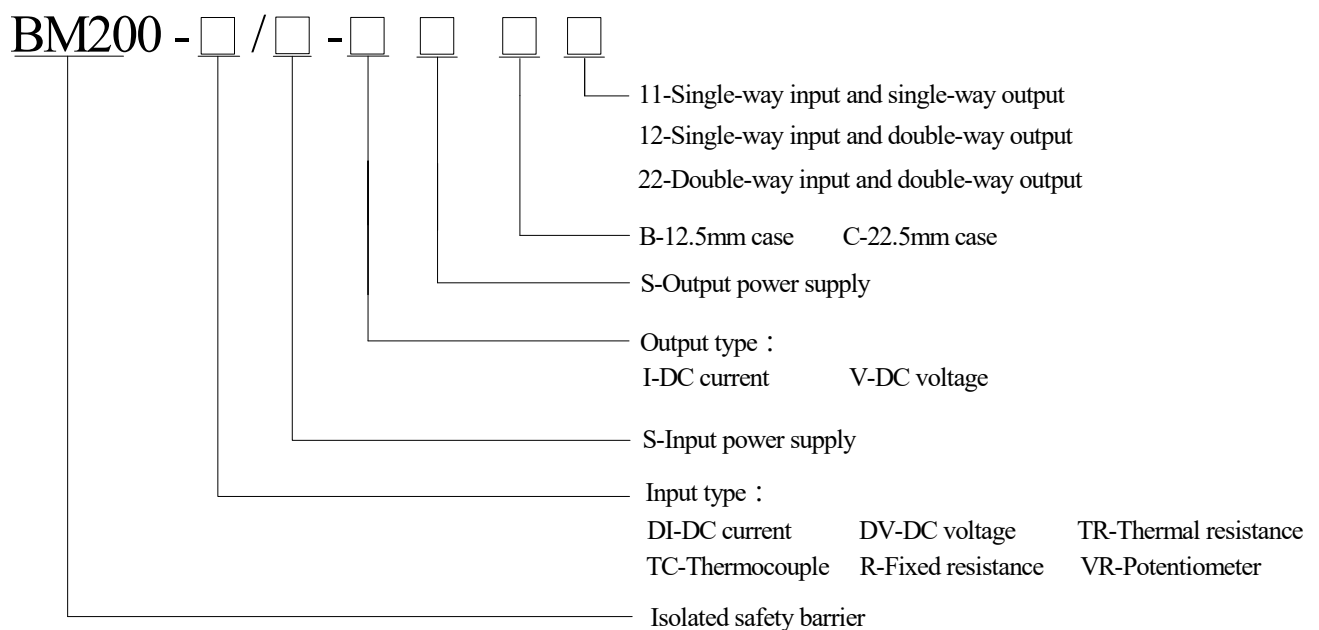 BM200 - □ / □ - □ □ □ □
11-Single-way input and single-way output
12-Single-way input and double-way output
22-Double-way input and double-way output
B-12.5mm case C-22.5mm case
S-Output power supply
Output type：
I-DC current V-DC voltage
S-Input power supply
Input type：
DI-DC current DV-DC voltage TR-Thermal resistance
TC-Thermocouple R-Fixed resistance VR-Potentiometer
Isolated safety barrier